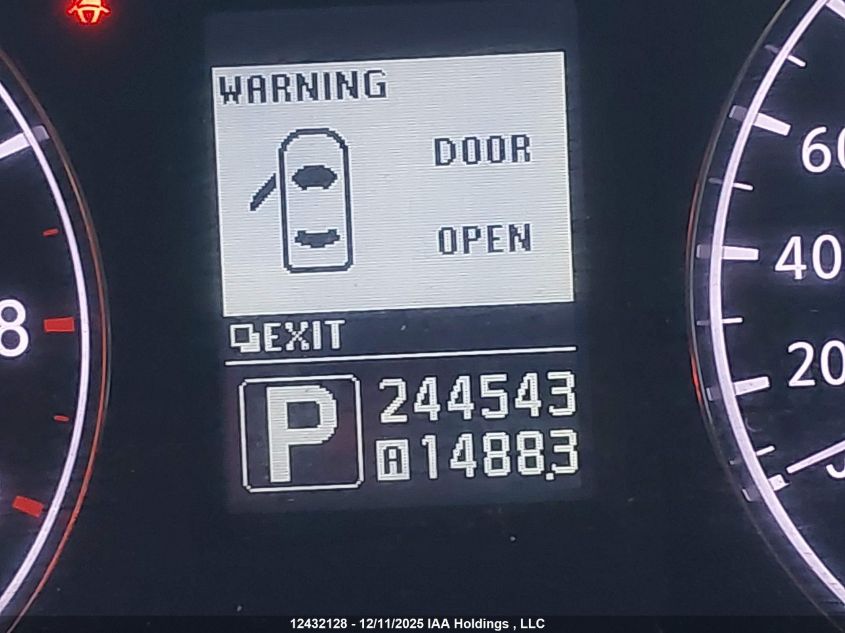 WARNING
DOOR
OPEN
EXIT
P 244543
A 1488.3
8
60
40
20
12432128 - 12/11/2025 IAA Holdings , LLC